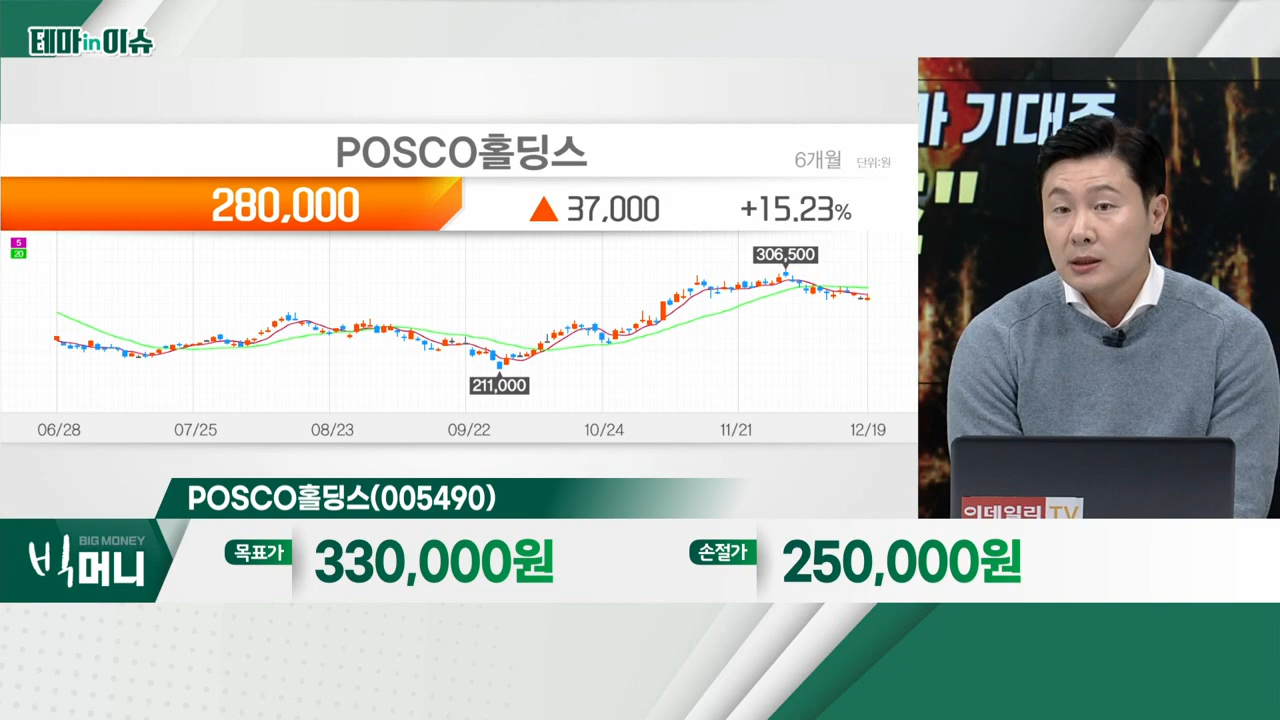 테마in이슈
까 기대주
"
POSCO홀딩스
6개월 단위:원
280,000
▲ 37,000
+15.23%
5
20
306,500
211,000
06/28 07/25 08/23 09/22 10/24 11/21 12/19
이데일리TV
POSCO홀딩스(005490)
BIG MONEY
빅머니
목표가 330,000원
손절가 250,000원